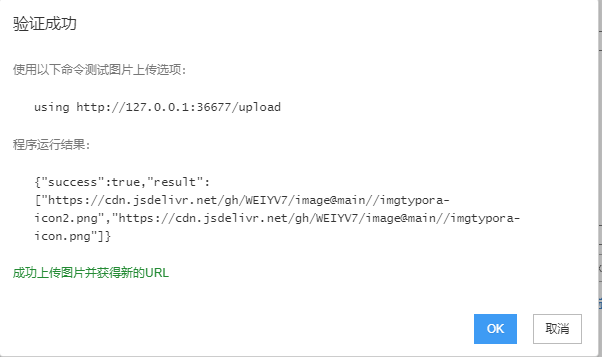 验证成功
使用以下命令测试图片上传选项:
using http://127.0.0.1:36677/upload
程序运行结果:
{"success":true,"result":
["https://cdn.jsdelivr.net/gh/WEIYV7/image@main//imgtypora-
icon2.png","https://cdn.jsdelivr.net/gh/WEIYV7/image@main//imgtypora-
icon.png"]}
成功上传图片并获得新的URL
OK
取消